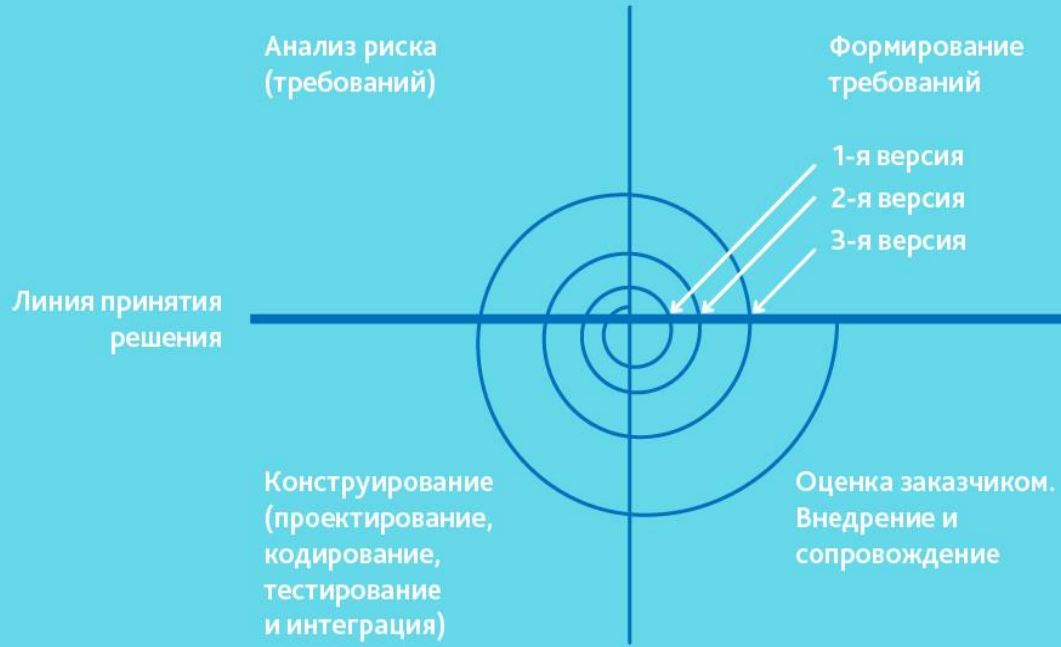 Анализ риска
(требований)
Формирование
требований
1-я версия
2-я версия
3-я версия
Линия принятия
решения
Конструирование
(проектирование,
кодирование,
тестирование
и интеграция)
Оценка заказчиком.
Внедрение и
сопровождение